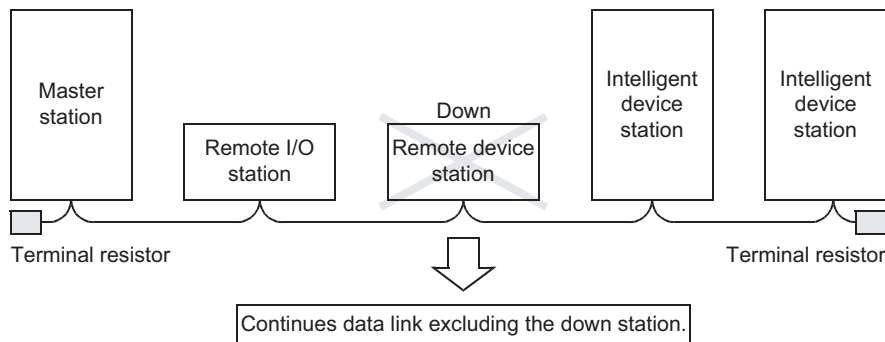 Master
station
Remote I/O
station
Down
Remote device
station
Intelligent
device
station
Intelligent
device
station
Terminal resistor
Terminal resistor
Continues data link excluding the down station.